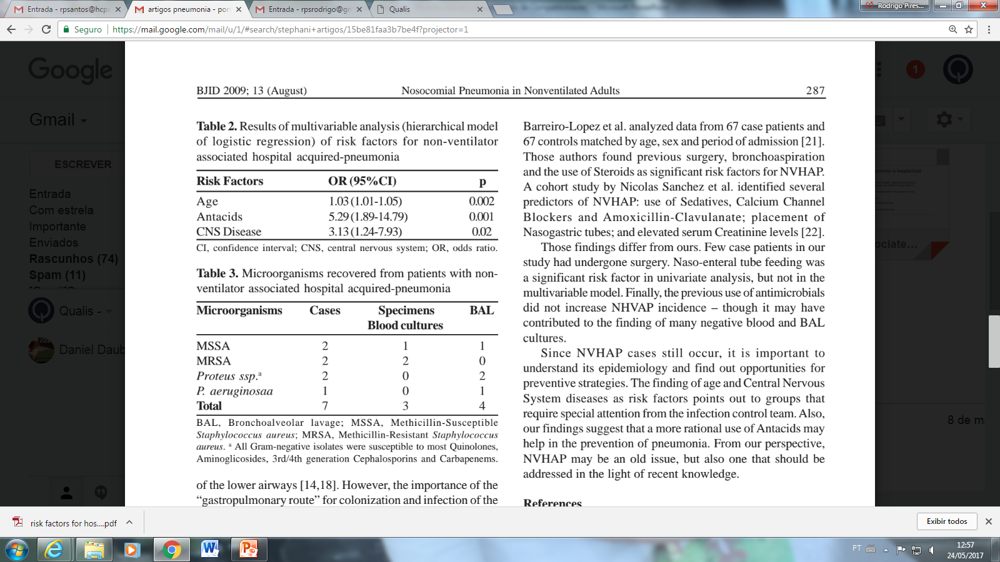 Entrada - rpsantos@hcpa
artigos pneumonia - por
Entrada - rpsrodrigo@gm
Qualis
Rodrigo Pires...
Seguro
https://mail.google.com/mail/u/1/#search/stephani+artigos/15be81faa3b7be4f?projector=1
Google
1
Gmail
ESCREVER
Entrada
Com estrela
Importante
Enviados
Rascunhos (74)
Spam (11)
Qualis -
Daniel Daub
BJID 2009; 13 (August)
Nosocomial Pneumonia in Nonventilated Adults
287
Table 2. Results of multivariable analysis (hierarchical model
of logistic regression) of risk factors for non-ventilator
associated hospital acquired-pneumonia
Risk Factors OR (95%CI) p
Age 1.03 (1.01-1.05) 0.002
Antacids 5.29 (1.89-14.79) 0.001
CNS Disease 3.13 (1.24-7.93) 0.02
CI, confidence interval; CNS, central nervous system; OR, odds ratio.
Table 3. Microorganisms recovered from patients with non-
ventilator associated hospital acquired-pneumonia
Microorganisms Cases Specimens BAL
Blood cultures
MSSA 2 1 1
MRSA 2 2 0
Proteus ssp.ª 2 0 2
P. aeruginosaa 1 0 1
Total 7 3 4
BAL, Bronchoalveolar lavage; MSSA, Methicillin-Susceptible
Staphylococcus aureus; MRSA, Methicillin-Resistant Staphylococcus
aureus. ª All Gram-negative isolates were susceptible to most Quinolones,
Aminoglicosides, 3rd/4th generation Cephalosporins and Carbapenems.
of the lower airways [14,18]. However, the importance of the
“gastropulmonary route” for colonization and infection of the
Barreiro-Lopez et al. analyzed data from 67 case patients and
67 controls matched by age, sex and period of admission [21].
Those authors found previous surgery, bronchoaspiration
and the use of Steroids as significant risk factors for NVHAP.
A cohort study by Nicolas Sanchez et al. identified several
predictors of NVHAP: use of Sedatives, Calcium Channel
Blockers and Amoxicillin-Clavulanate; placement of
Nasogastric tubes; and elevated serum Creatinine levels [22].
Those findings differ from ours. Few case patients in our
study had undergone surgery. Naso-enteral tube feeding was
a significant risk factor in univariate analysis, but not in the
multivariable model. Finally, the previous use of antimicrobials
did not increase NHVAP incidence – though it may have
contributed to the finding of many negative blood and BAL
cultures.
Since NVHAP cases still occur, it is important to
understand its epidemiology and find out opportunities for
preventive strategies. The finding of age and Central Nervous
System diseases as risk factors points out to groups that
require special attention from the infection control team. Also,
our findings suggest that a more rational use of Antacids may
help in the prevention of pneumonia. From our perspective,
NVHAP may be an old issue, but also one that should be
addressed in the light of recent knowledge.
References
ociate...
8 de m
risk factors for hos....pdf
Exibir todos
PT
12:57
24/05/2017